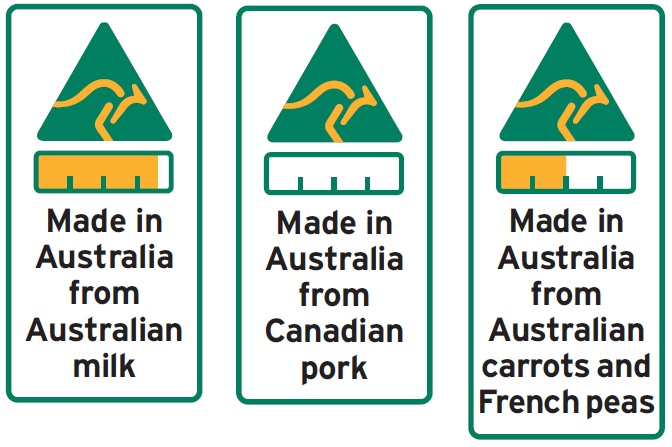 Made in
Australia
from
Australian
milk
Made in
Australia
from
Canadian
pork
Made in
Australia
from
Australian
carrots and
French peas